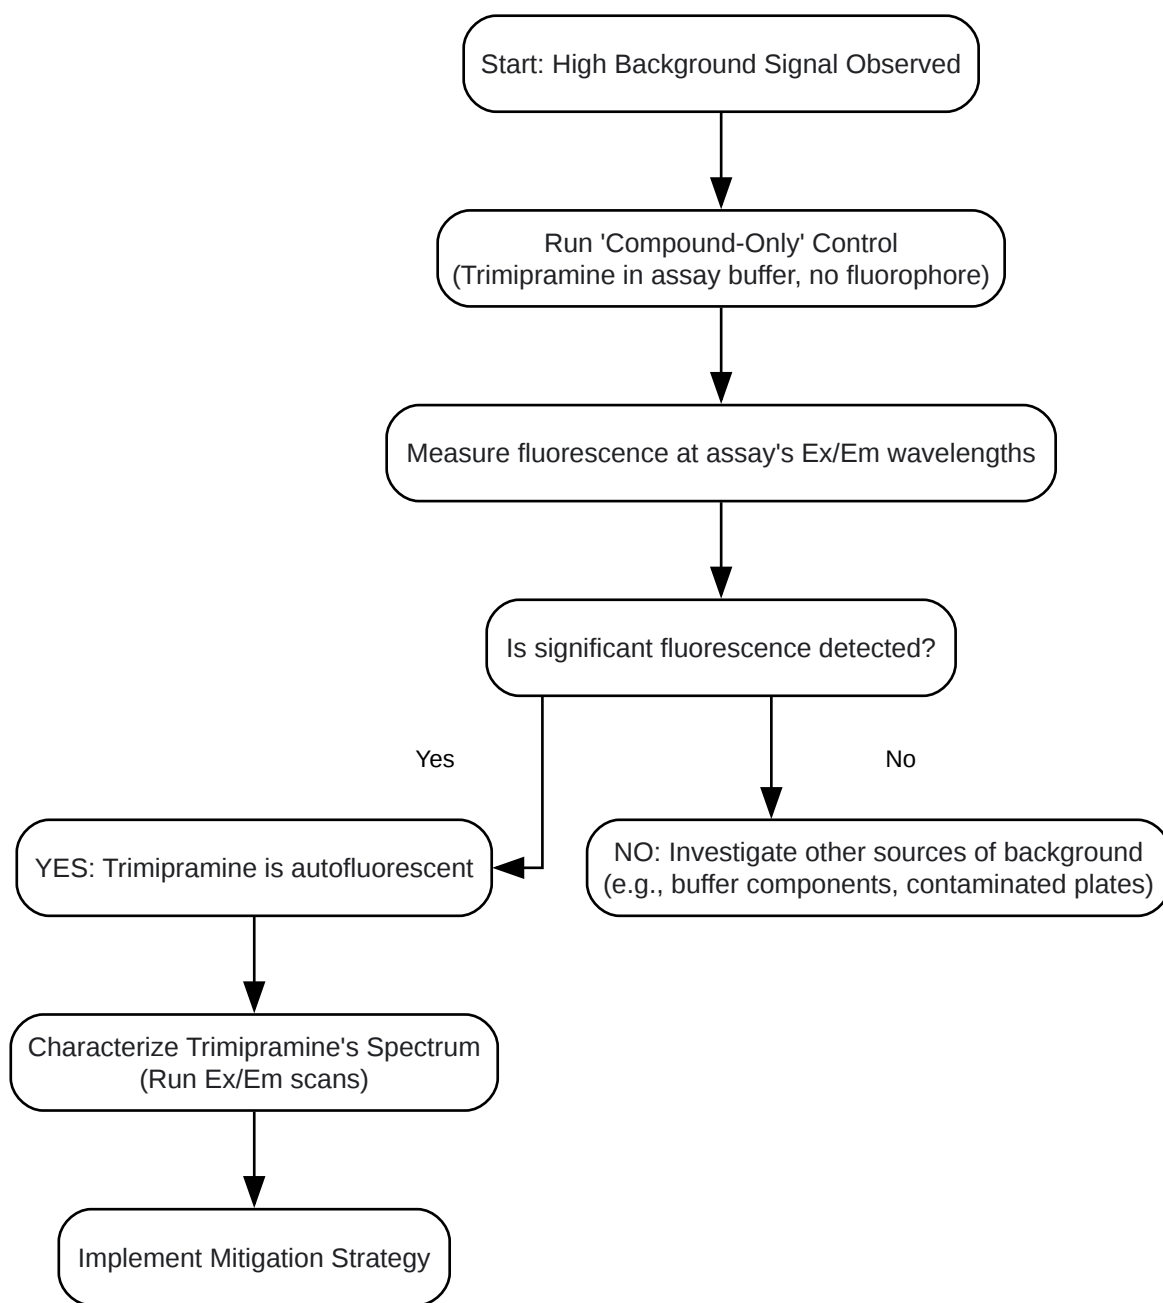 Start: High Background Signal Observed
Run 'Compound-Only' Control
(Trimipramine in assay buffer, no fluorophore)
Measure fluorescence at assay's Ex/Em wavelengths
Is significant fluorescence detected?
Yes
No
YES: Trimipramine is autofluorescent
NO: Investigate other sources of background
(e.g., buffer components, contaminated plates)
Characterize Trimipramine's Spectrum
(Run Ex/Em scans)
Implement Mitigation Strategy